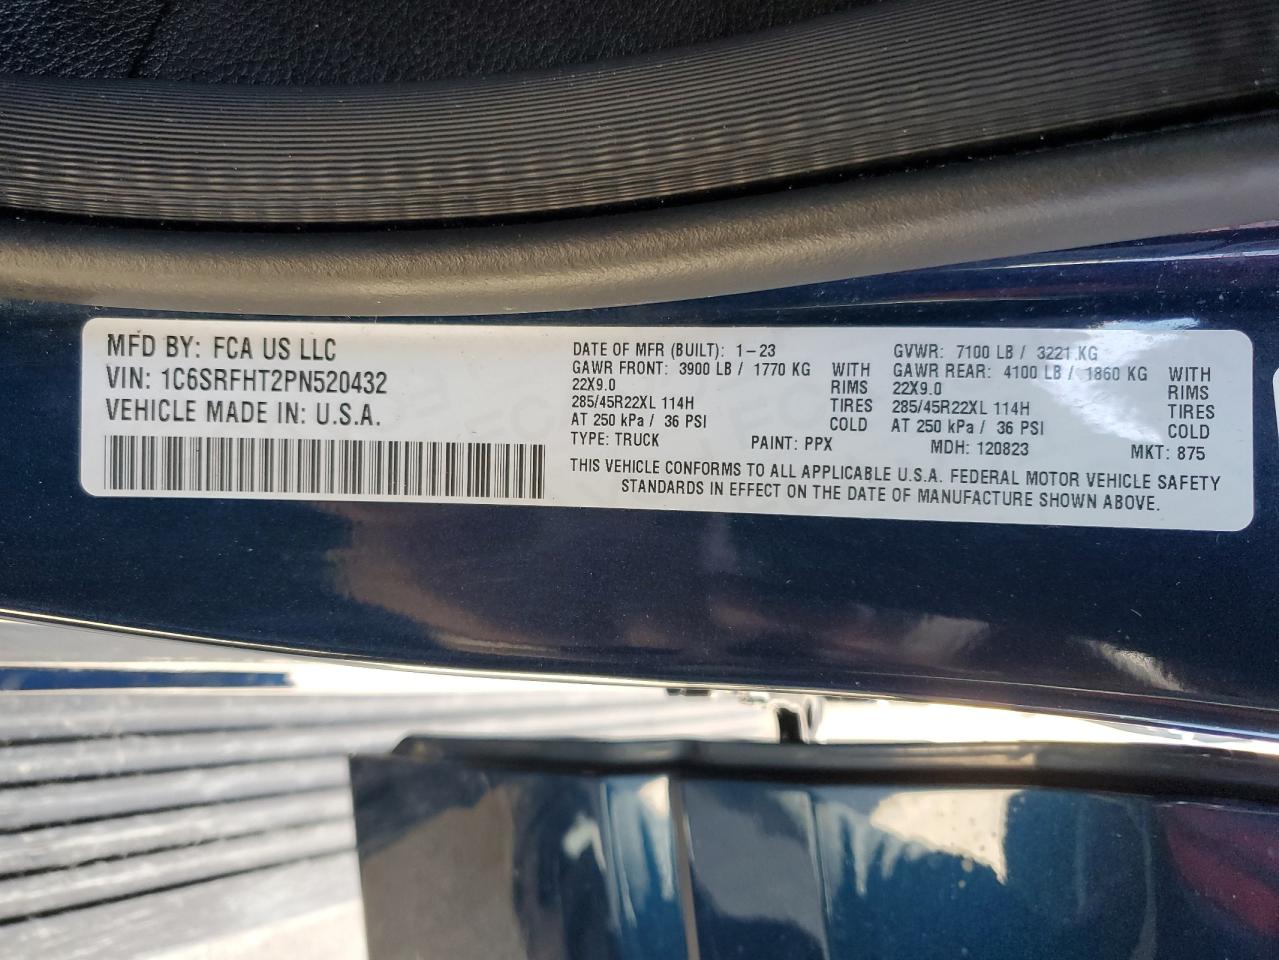 MFD BY: FCA US LLC
VIN: 1C6SRFHT2PN520432
VEHICLE MADE IN: U.S.A.
DATE OF MFR (BUILT): 1-23
GAWR FRONT: 3900 LB / 1770 KG WITH
22X9.0 RIMS
285/45R22XL 114H TIRES
AT 250 kPa / 36 PSI COLD
TYPE: TRUCK PAINT: PPX
GVWR: 7100 LB / 3221 KG
GAWR REAR: 4100 LB / 1860 KG WITH
22X9.0 RIMS
285/45R22XL 114H TIRES
AT 250 kPa / 36 PSI COLD
MDH: 120823 MKT: 875
THIS VEHICLE CONFORMS TO ALL APPLICABLE U.S.A. FEDERAL MOTOR VEHICLE SAFETY
STANDARDS IN EFFECT ON THE DATE OF MANUFACTURE SHOWN ABOVE.